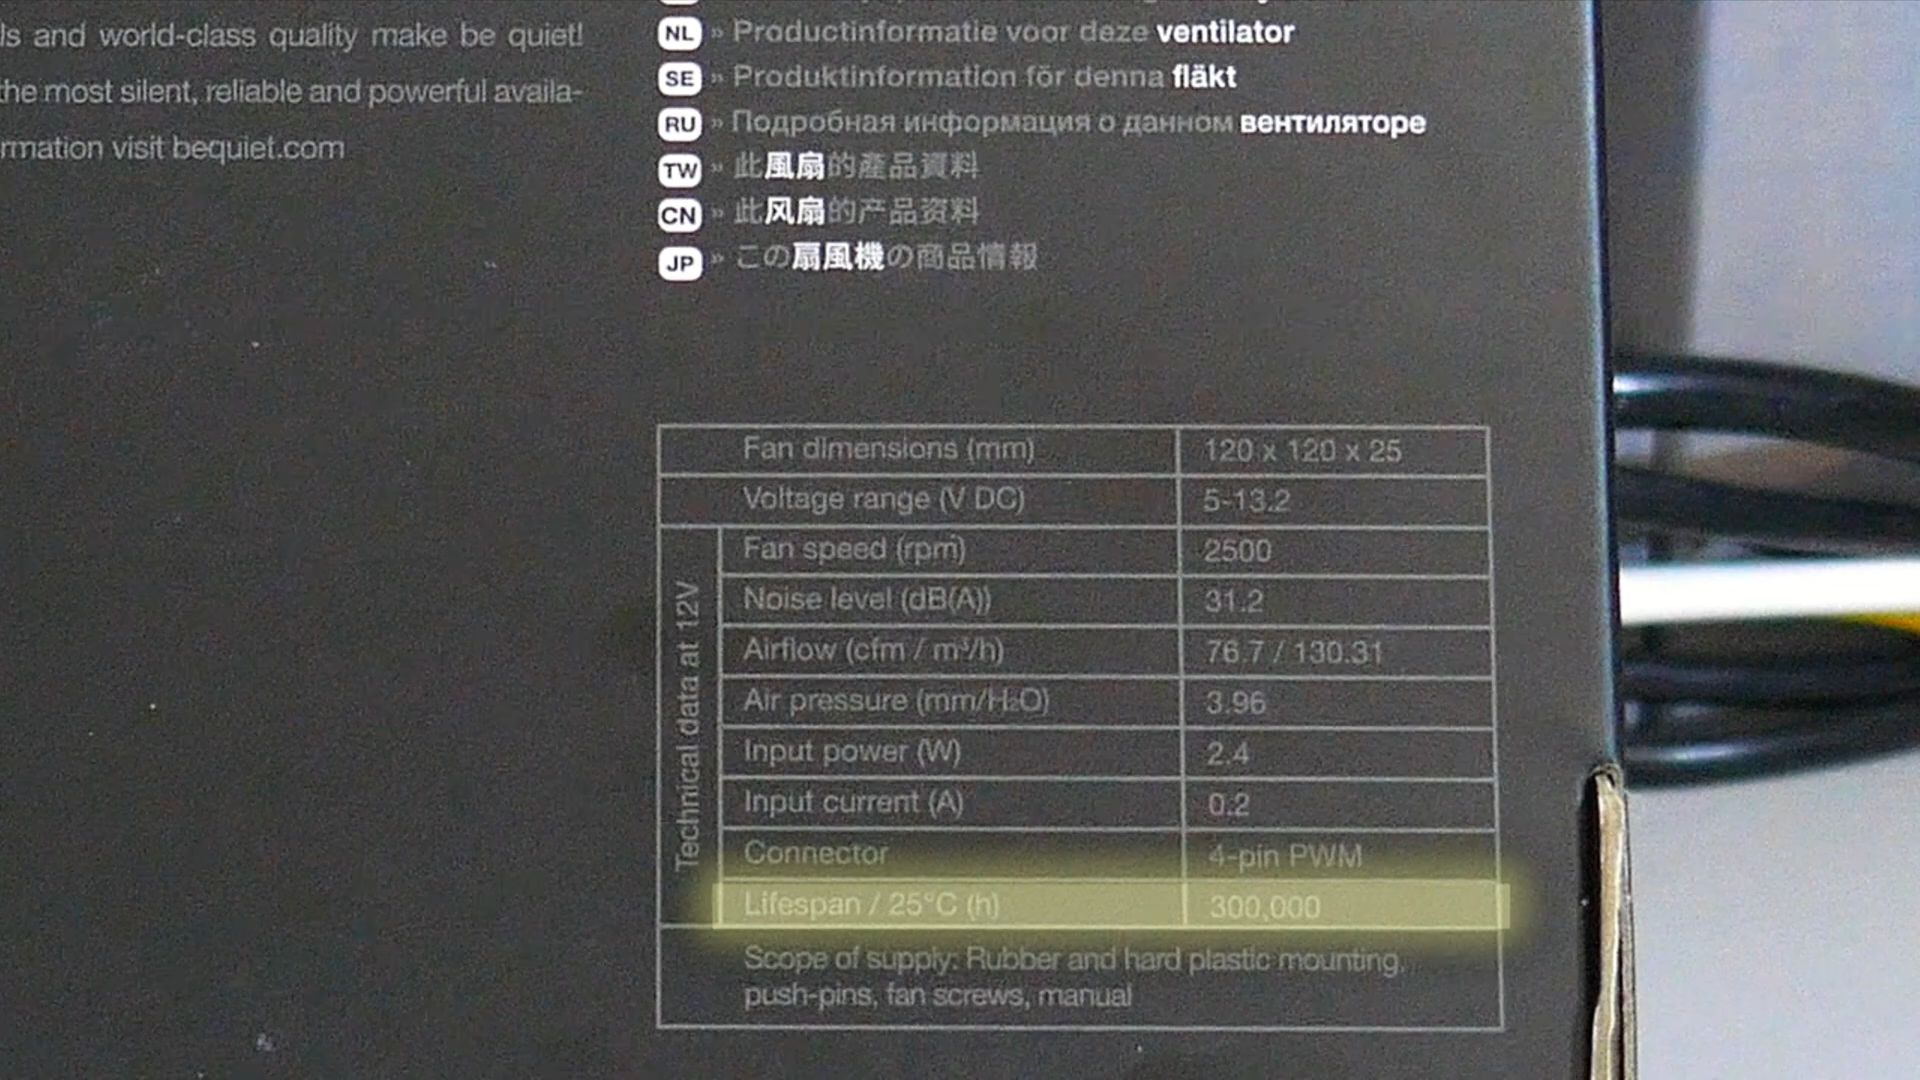 ls and world-class quality make be quiet!
the most silent, reliable and powerful availa-
rmation visit bequiet.com
NL » Productinformatie voor deze ventilator
SE » Produktinformation för denna fläkt
RU » Подробная информация о данном вентиляторе
TW » 此風扇的產品資料
CN » 此风扇的产品资料
JP » この扇風機の商品情報
Fan dimensions (mm) 120 x 120 x 25
Voltage range (V DC) 5-13.2
Technical data at 12V
Fan speed (rpm) 2500
Noise level (dB(A)) 31.2
Airflow (cfm / m³/h) 76.7 / 130.31
Air pressure (mm/H₂O) 3.96
Input power (W) 2.4
Input current (A) 0.2
Connector 4-pin PWM
Lifespan / 25°C (h) 300,000
Scope of supply: Rubber and hard plastic mounting,
push-pins, fan screws, manual